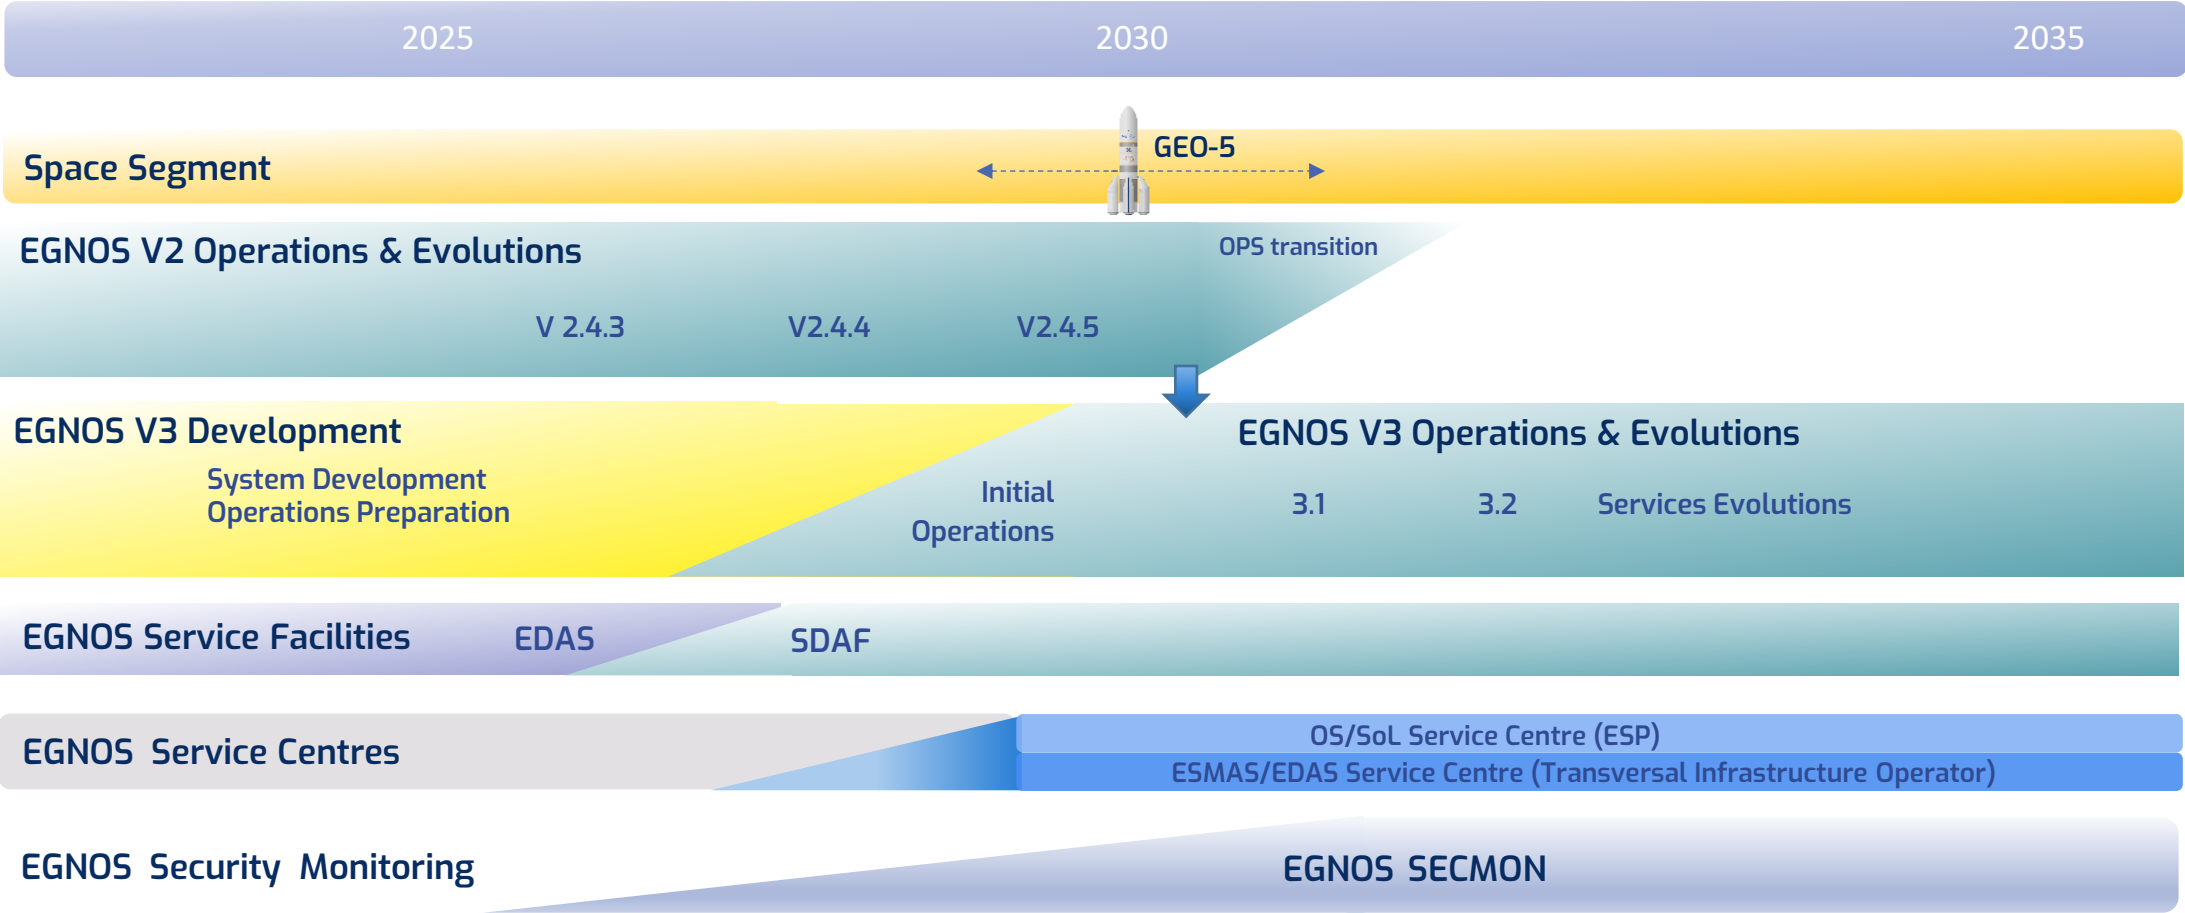 2025 2030 2035
GEO-5
Space Segment
EGNOS V2 Operations & Evolutions
OPS transition
V 2.4.3 V2.4.4 V2.4.5
EGNOS V3 Development
EGNOS V3 Operations & Evolutions
System Development
Operations Preparation
Initial
Operations
3.1 3.2 Services Evolutions
EGNOS Service Facilities EDAS SDAF
EGNOS Service Centres
OS/SoL Service Centre (ESP)
ESMAS/EDAS Service Centre (Transversal Infrastructure Operator)
EGNOS Security Monitoring
EGNOS SECMON